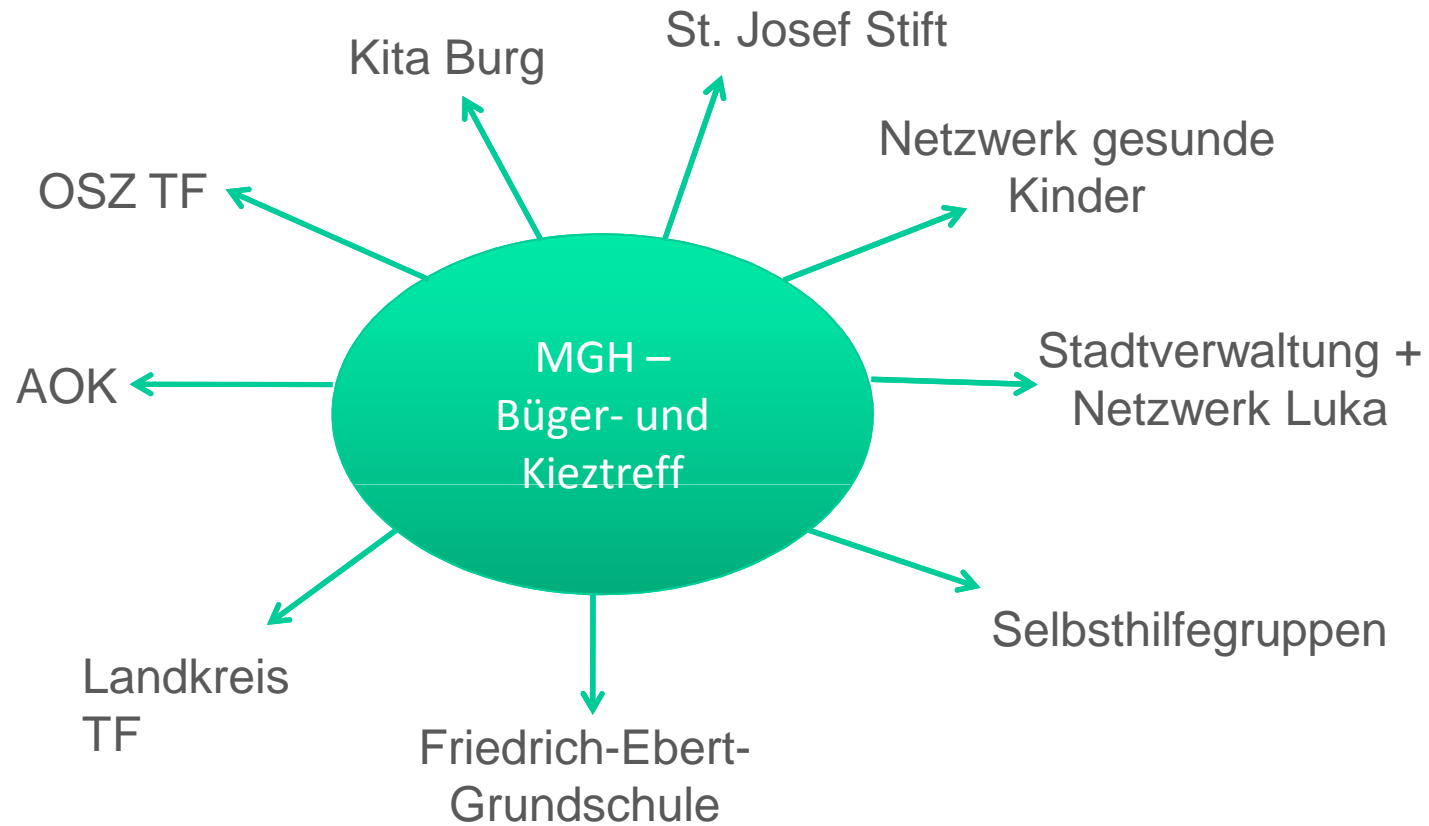 St. Josef Stift
Kita Burg
Netzwerk gesunde
Kinder
OSZ TF
Stadtverwaltung +
Netzwerk Luka
MGH –
Büger- und
Kieztreff
AOK
Selbsthilfegruppen
Landkreis
TF
Friedrich-Ebert-
Grundschule